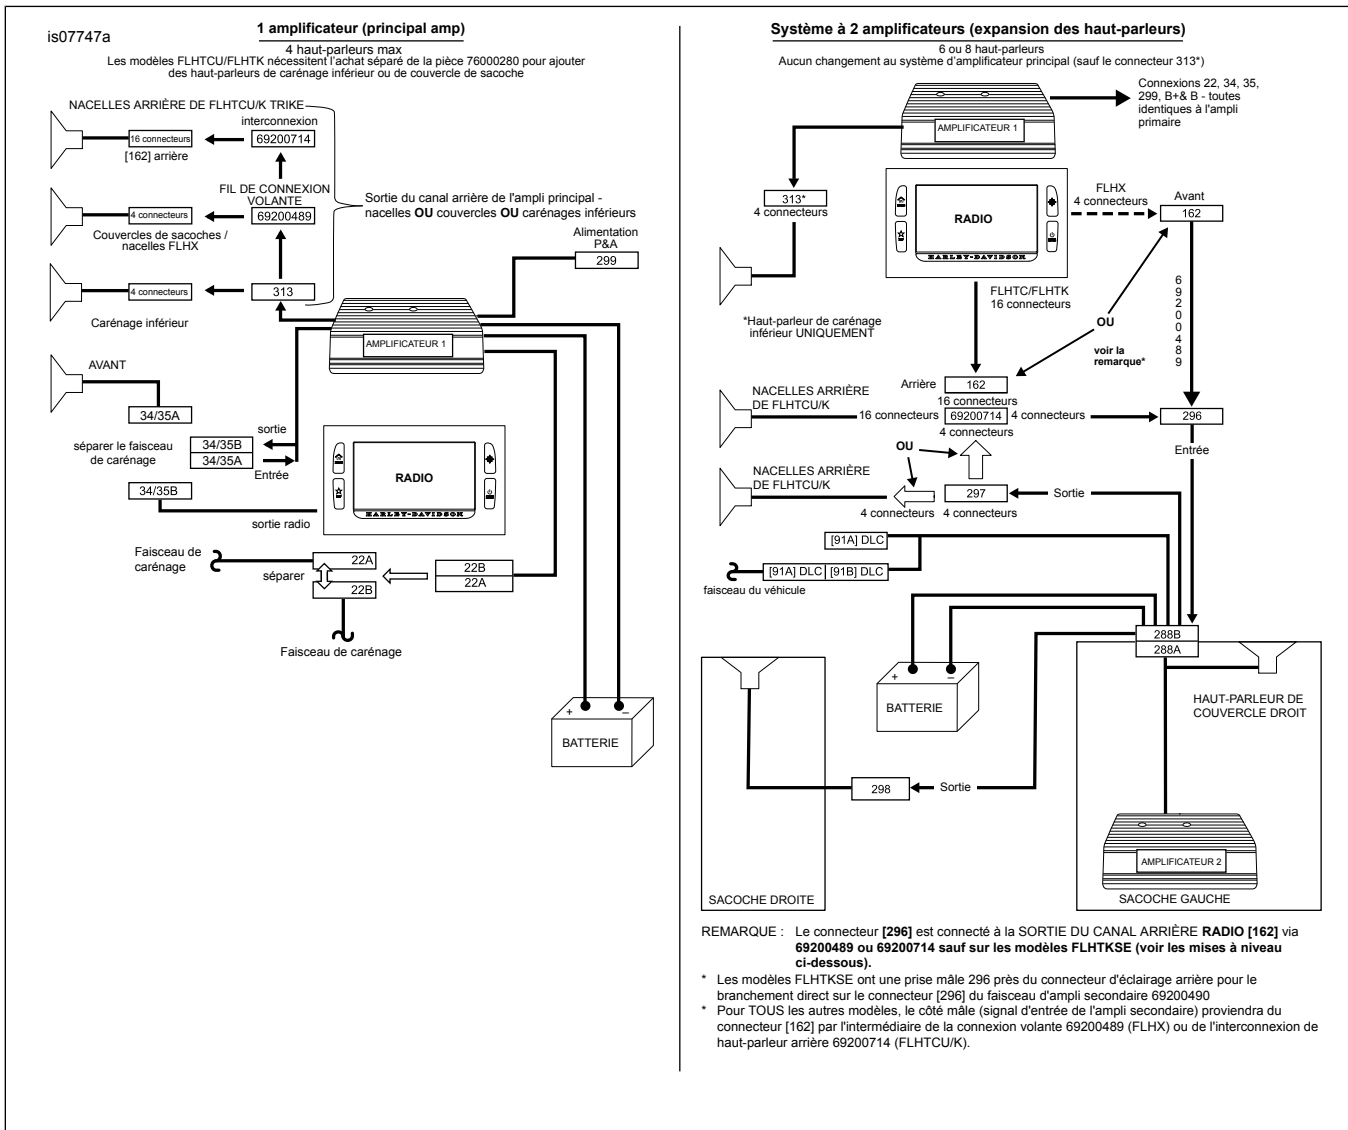 is07747a
1 amplificateur (principal amp)
4 haut-parleurs max
Les modèles FLHTCU/FLHTK nécessitent l'achat séparé de la pièce 76000280 pour ajouter
des haut-parleurs de carénage inférieur ou de couvercle de sacoche
NACELLES ARRIÈRE DE FLHTCU/K TRIKE
interconnexion
16 connecteurs
69200714
[162] arrière
FIL DE CONNEXION
VOLANTE
4 connecteurs
69200489
Couvercles de sacoches /
nacelles FLHX
Sortie du canal arrière de l'ampli principal -
nacelles OU couvercles OU carénages inférieurs
Alimentation
P&A
299
4 connecteurs
313
Carénage inférieur
AMPLIFICATEUR 1
AVANT
34/35A
sortie
34/35B
34/35A
séparer le faisceau
de carénage
Entrée
34/35B
RADIO
HARLEY-DAVIDSON
sortie radio
Faisceau de
carénage
22A
séparer
22B
22B
22A
Faisceau de carénage
+
–
BATTERIE
Système à 2 amplificateurs (expansion des haut-parleurs)
6 ou 8 haut-parleurs
Aucun changement au système d'amplificateur principal (sauf le connecteur 313*)
Connexions 22, 34, 35,
299, B+& B - toutes
identiques à l'ampli
primaire
AMPLIFICATEUR 1
313*
4 connecteurs
RADIO
HARLEY-DAVIDSON
FLHX
4 connecteurs
Avant
162
69200489
FLHTC/FLHTK
16 connecteurs
*Haut-parleur de carénage
inférieur UNIQUEMENT
OU
voir la
remarque*
Arrière
162
16 connecteurs
NACELLES ARRIÈRE
DE FLHTCU/K
16 connecteurs
69200714
4 connecteurs
296
4 connecteurs
Entrée
OU
NACELLES ARRIÈRE
DE FLHTCU/K
297
Sortie
4 connecteurs
4 connecteurs
[91A] DLC
[91A] DLC
[91B] DLC
faisceau du véhicule
288B
288A
+
–
BATTERIE
HAUT-PARLEUR DE
COUVERCLE DROIT
298
Sortie
AMPLIFICATEUR 2
SACOCHE DROITE
SACOCHE GAUCHE
REMARQUE : Le connecteur [296] est connecté à la SORTIE DU CANAL ARRIÈRE RADIO [162] via
69200489 ou 69200714 sauf sur les modèles FLHTKSE (voir les mises à niveau
ci-dessous).
* Les modèles FLHTKSE ont une prise mâle 296 près du connecteur d'éclairage arrière pour le
branchement direct sur le connecteur [296] du faisceau d'ampli secondaire 69200490
* Pour TOUS les autres modèles, le côté mâle (signal d'entrée de l'ampli secondaire) proviendra du
connecteur [162] par l'intermédiaire de la connexion volante 69200489 (FLHX) ou de l'interconnexion de
haut-parleur arrière 69200714 (FLHTCU/K).